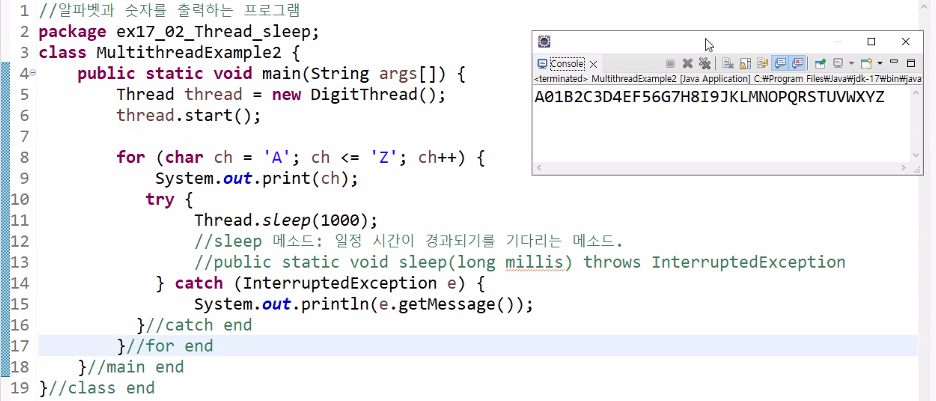 1 //알파벳과 숫자를 출력하는 프로그램
2 package ex17_02_Thread_sleep;
3 class MultithreadExample2 {
4 public static void main(String args[]) {
5 Thread thread = new DigitThread();
6 thread.start();
7
8 for (char ch = 'A'; ch <= 'Z'; ch++) {
9 System.out.print(ch);
10 try {
11 Thread.sleep(1000);
12 //sleep 메소드: 일정 시간이 경과되기를 기다리는 메소드.
13 //public static void sleep(long millis) throws InterruptedException
14 } catch (InterruptedException e) {
15 System.out.println(e.getMessage());
16 }//catch end
17 }//for end
18 }//main end
19 }//class end
Console
<terminated> MultithreadExample2 [Java Application] C:₩Program Files₩Java₩jdk-17₩bin₩java
A01B2C3D4EF56G7H8I9JKLMNOPQRSTUVWXYZ